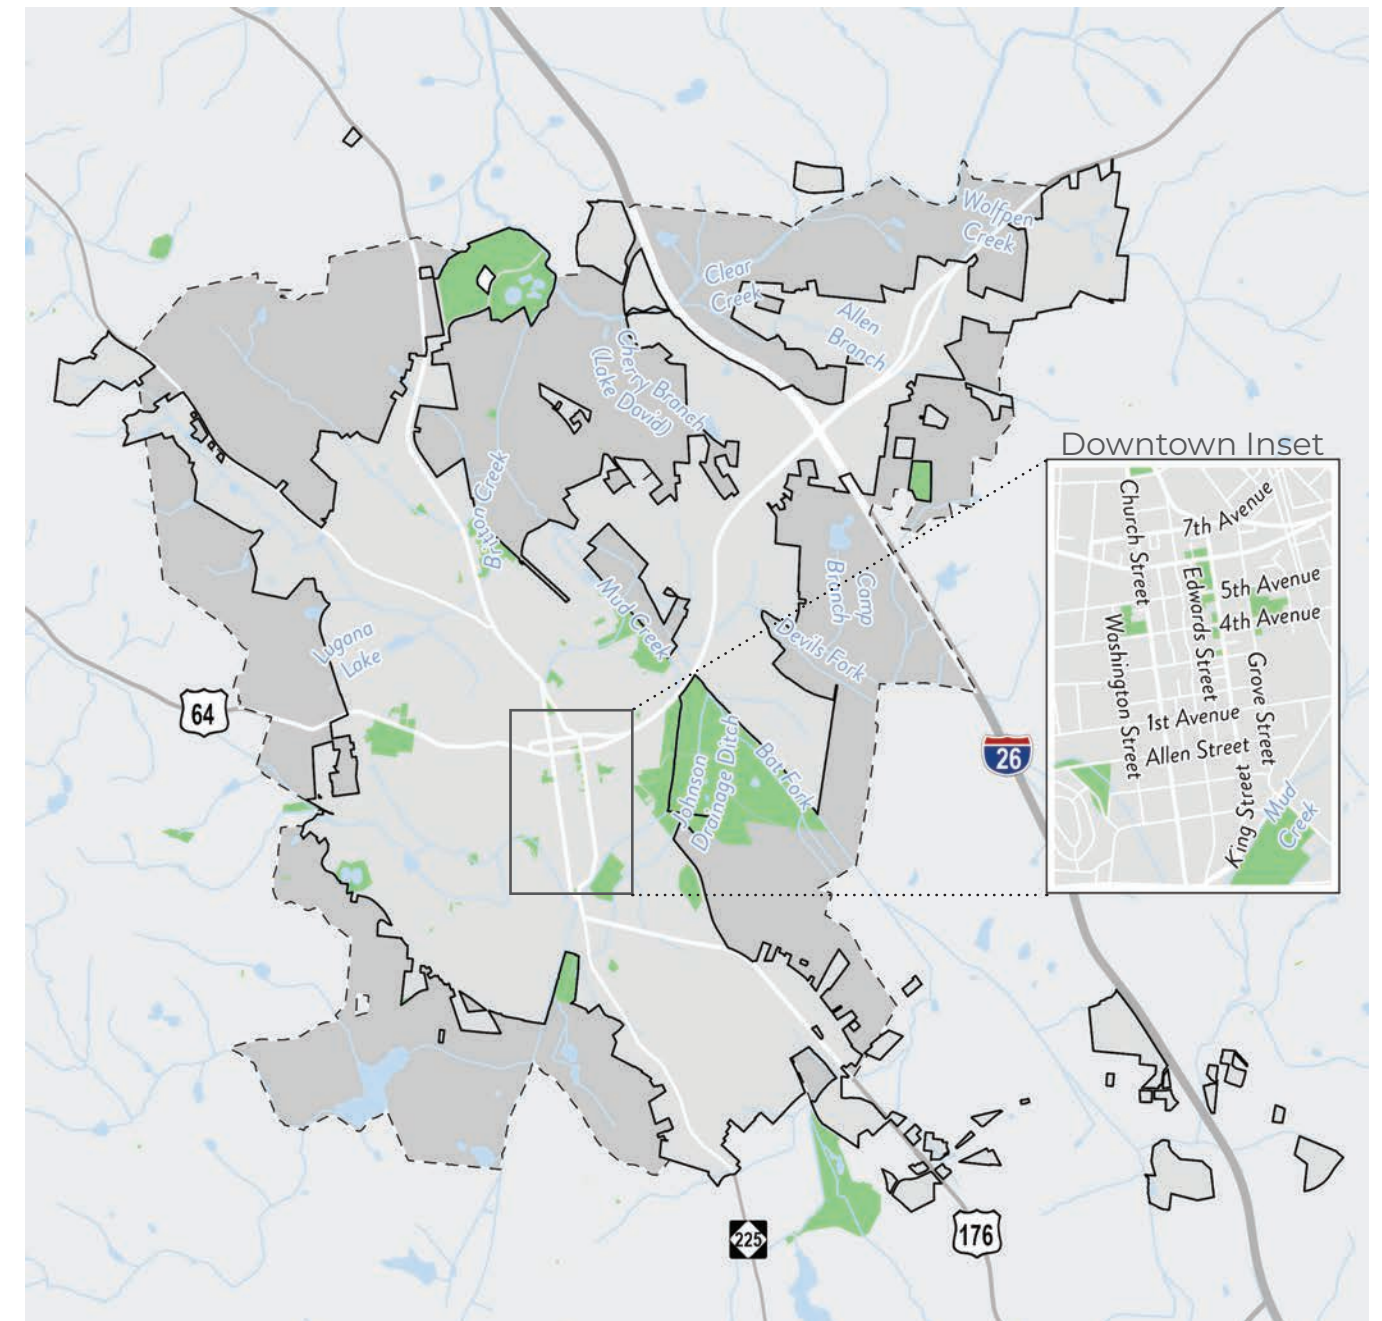 Wolfpen
Creek
Clear
Creek
Allen
Branch
Cherry Branch
(Lake David)
Downtown Inset
Britton Creek
Mud Creek
Camp
Branch
Devils Fork
Lugana
Lake
64
Johnson
Drainage Ditch
Bat Fork
26
225
176
Church Street
7th Avenue
Edwards Street
5th Avenue
4th Avenue
Washington Street
Grove Street
1st Avenue
Allen Street
King Street
Mud
Creek